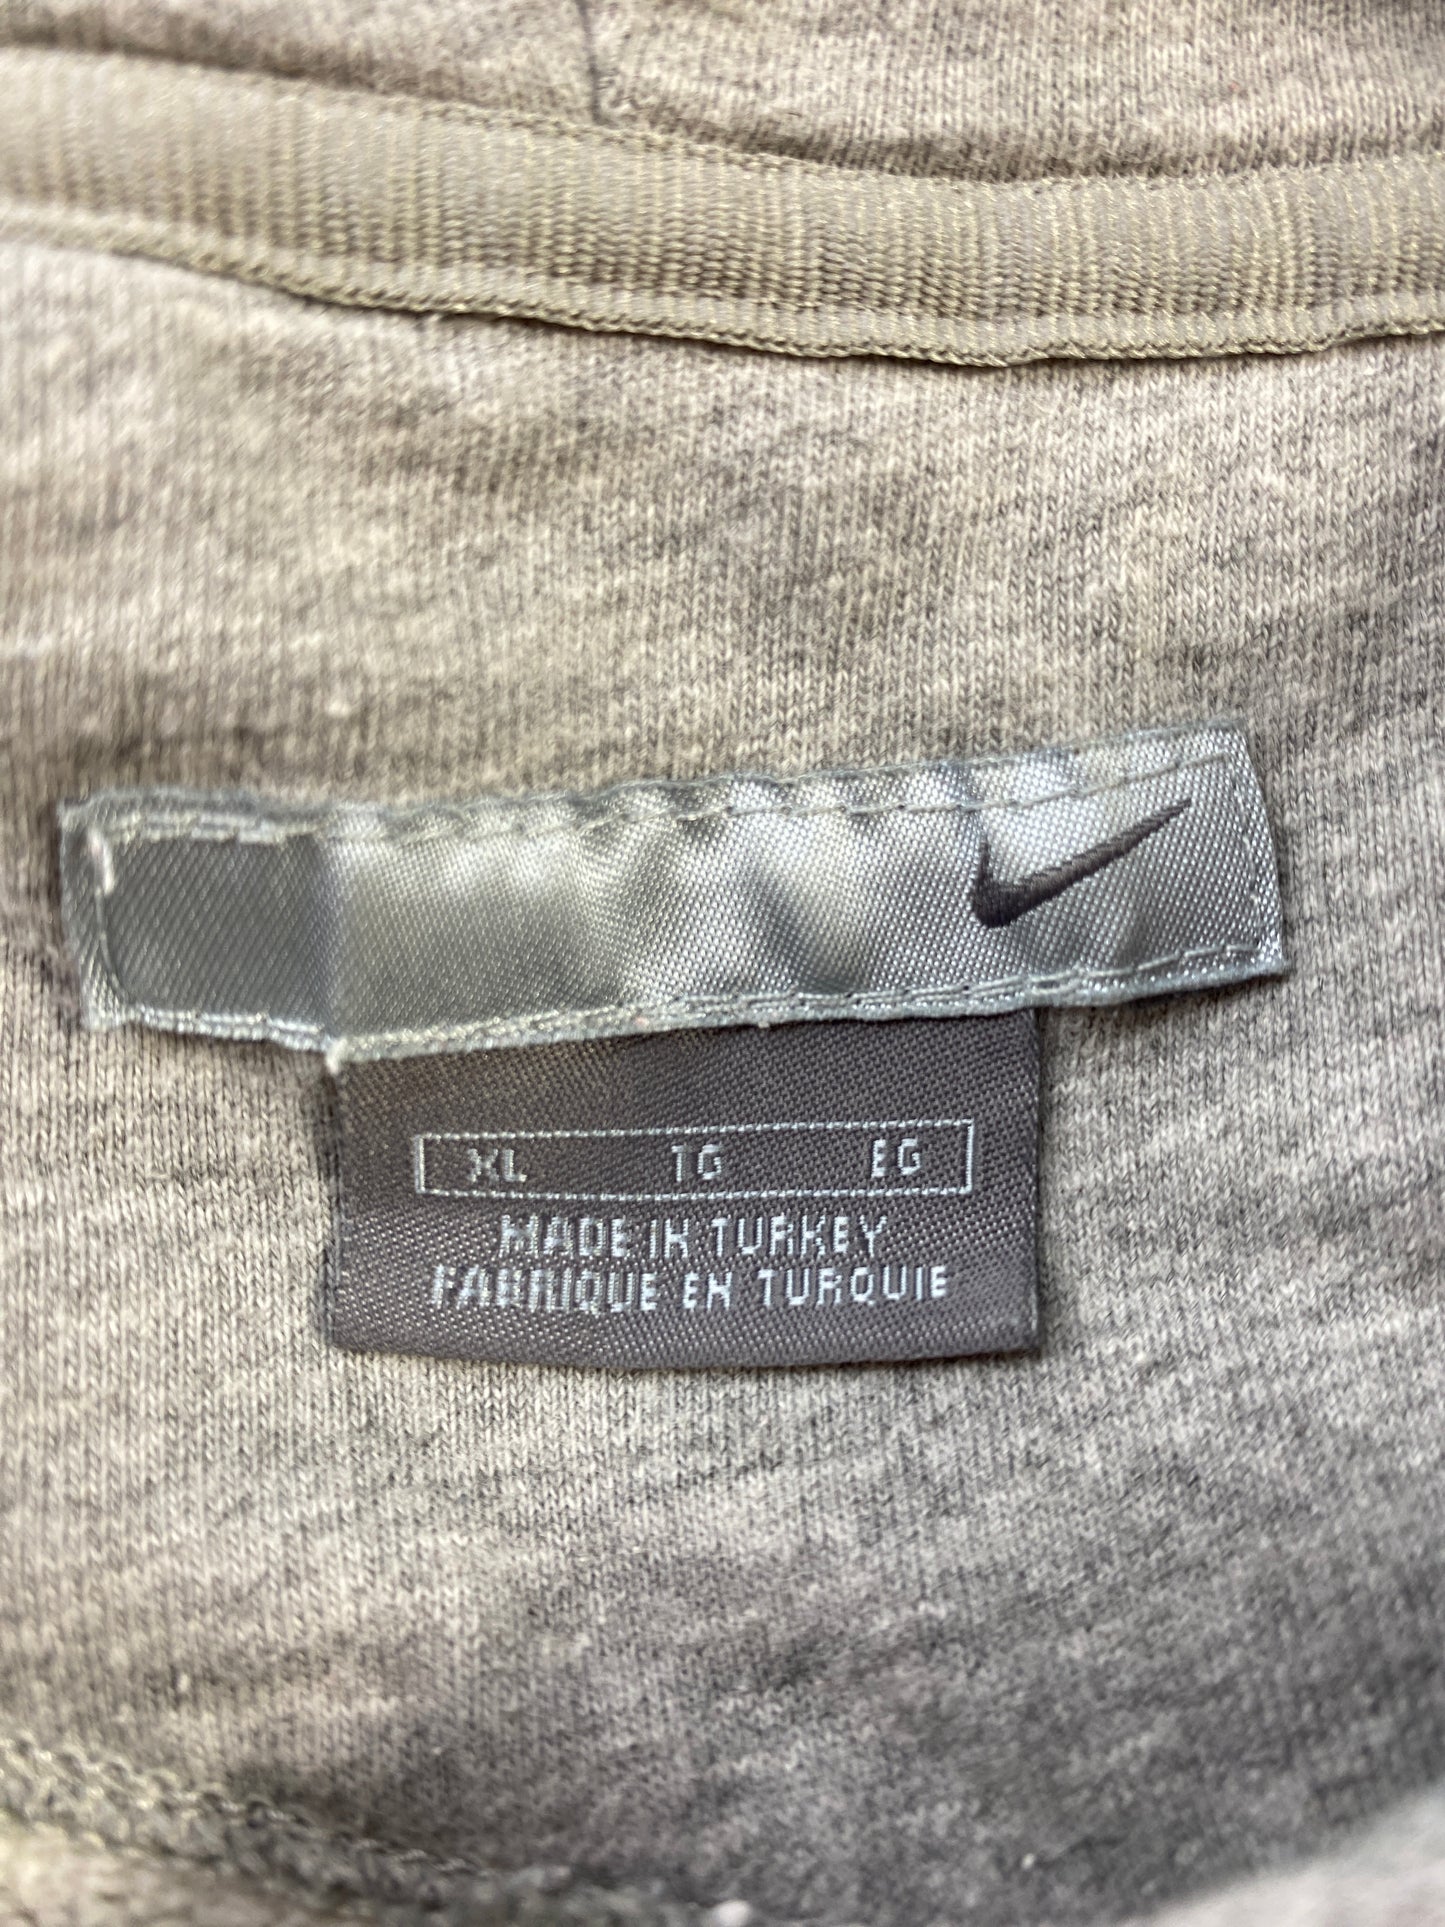 XL TG EG
MADE IN TURKEY
FABRIQUE EN TURQUIE